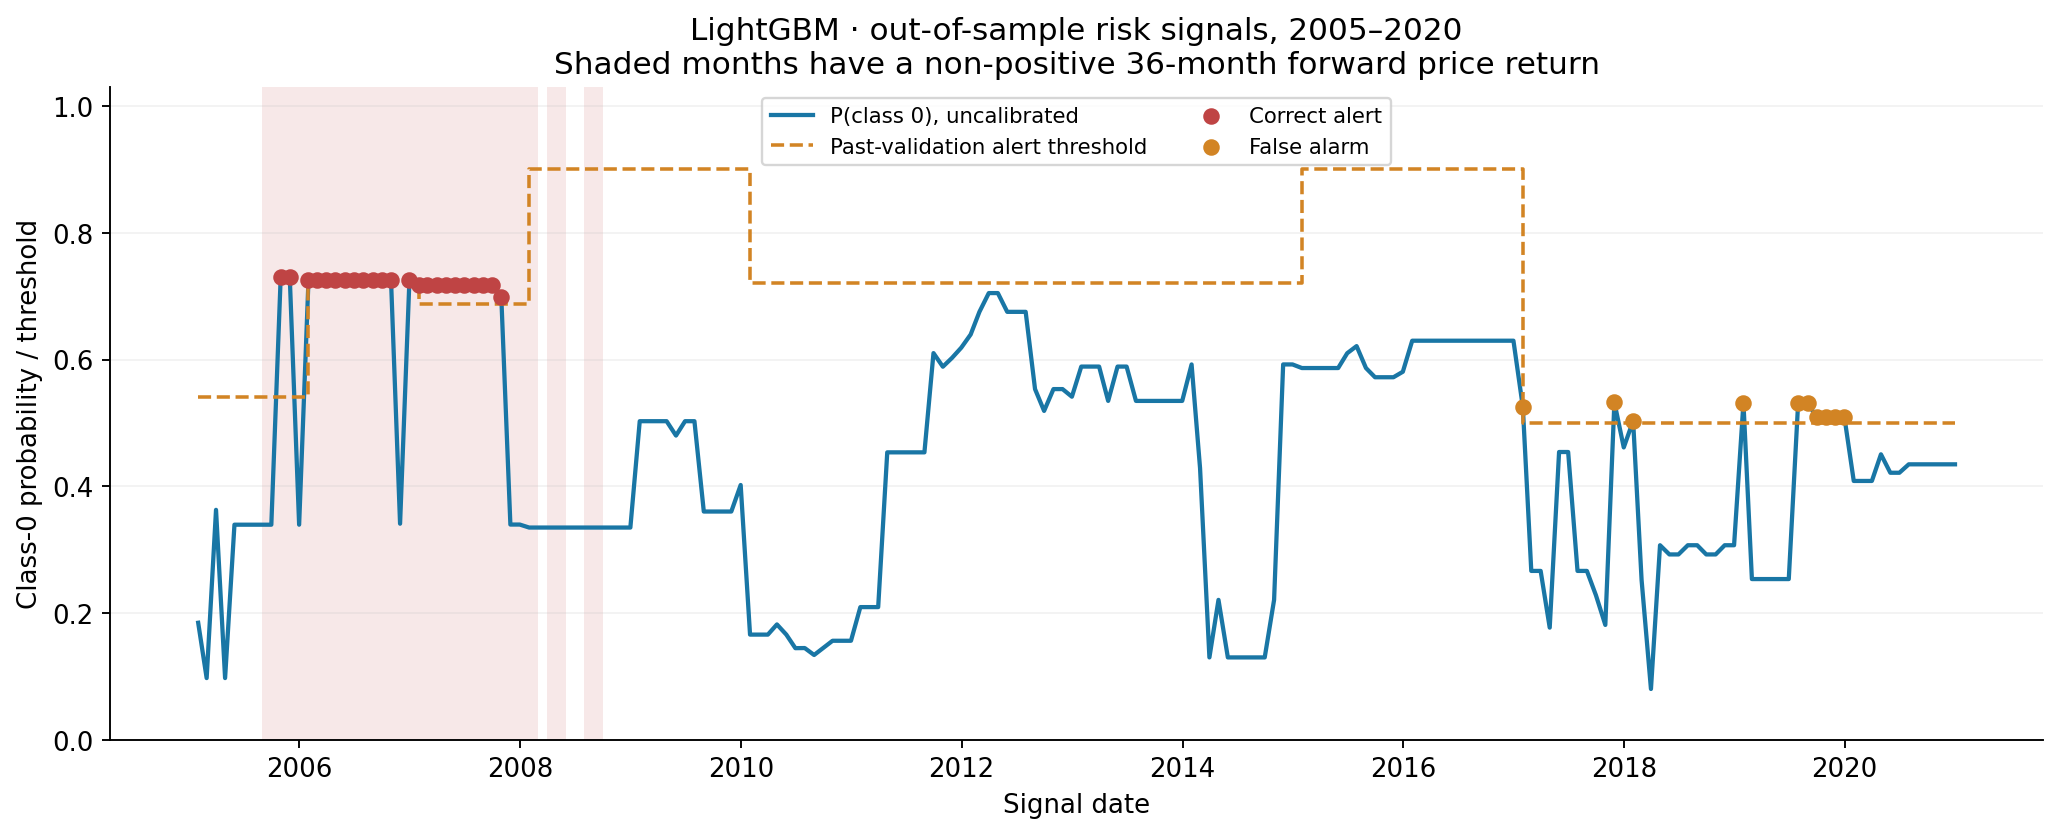 LightGBM · out-of-sample risk signals, 2005–2020
Shaded months have a non-positive 36-month forward price return
P(class 0), uncalibrated
Past-validation alert threshold
Correct alert
False alarm
Class-0 probability / threshold
1.0
0.8
0.6
0.4
0.2
0.0
2006
2008
2010
2012
2014
2016
2018
2020
Signal date